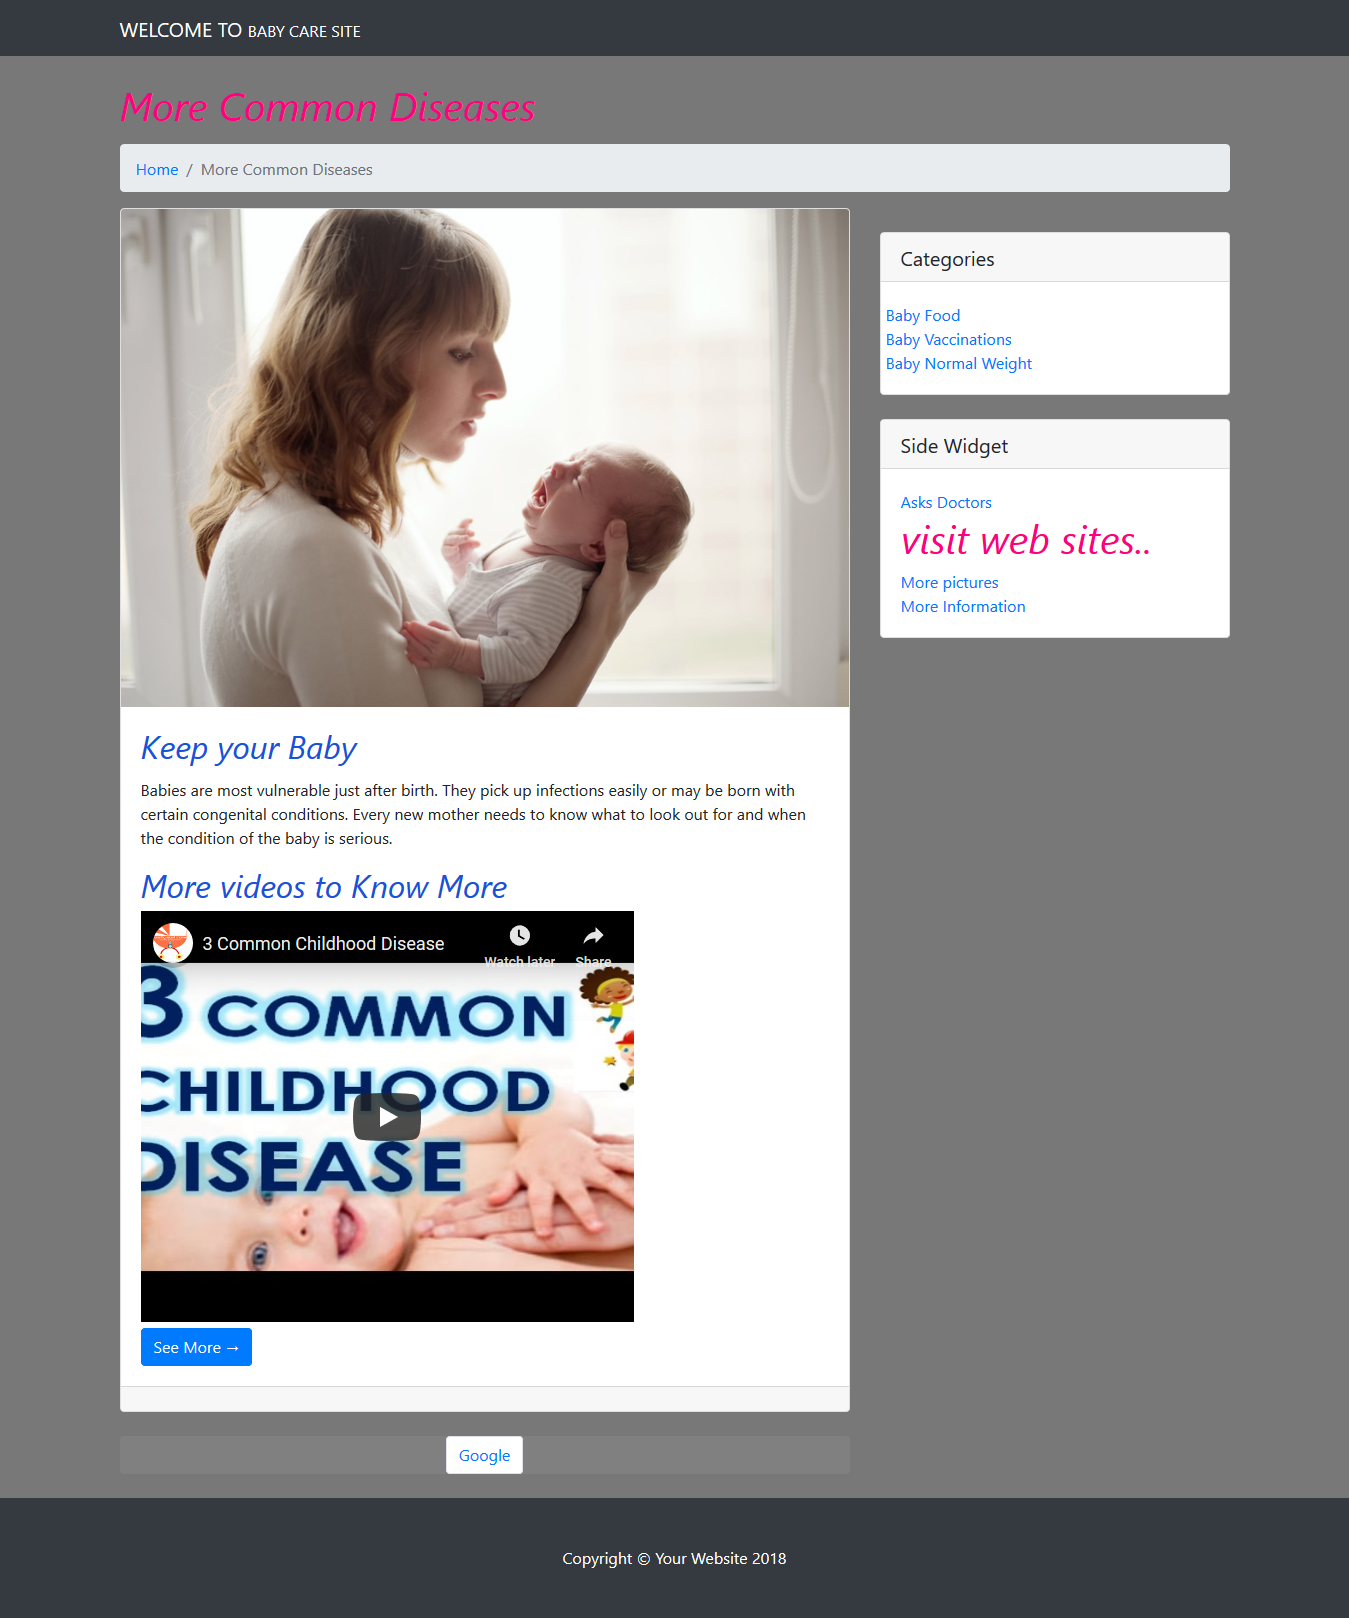 WELCOME TO BABY CARE SITE
More Common Diseases
Home / More Common Diseases
Categories
Baby Food
Baby Vaccinations
Baby Normal Weight
Side Widget
Asks Doctors
visit web sites..
More pictures
More Information
Keep your Baby
Babies are most vulnerable just after birth. They pick up infections easily or may be born with
certain congenital conditions. Every new mother needs to know what to look out for and when
the condition of the baby is serious.
More videos to Know More
3 Common Childhood Disease
Watch later
Share
3 COMMON
CHILDHOOD
DISEASE
See More →
Google
Copyright © Your Website 2018